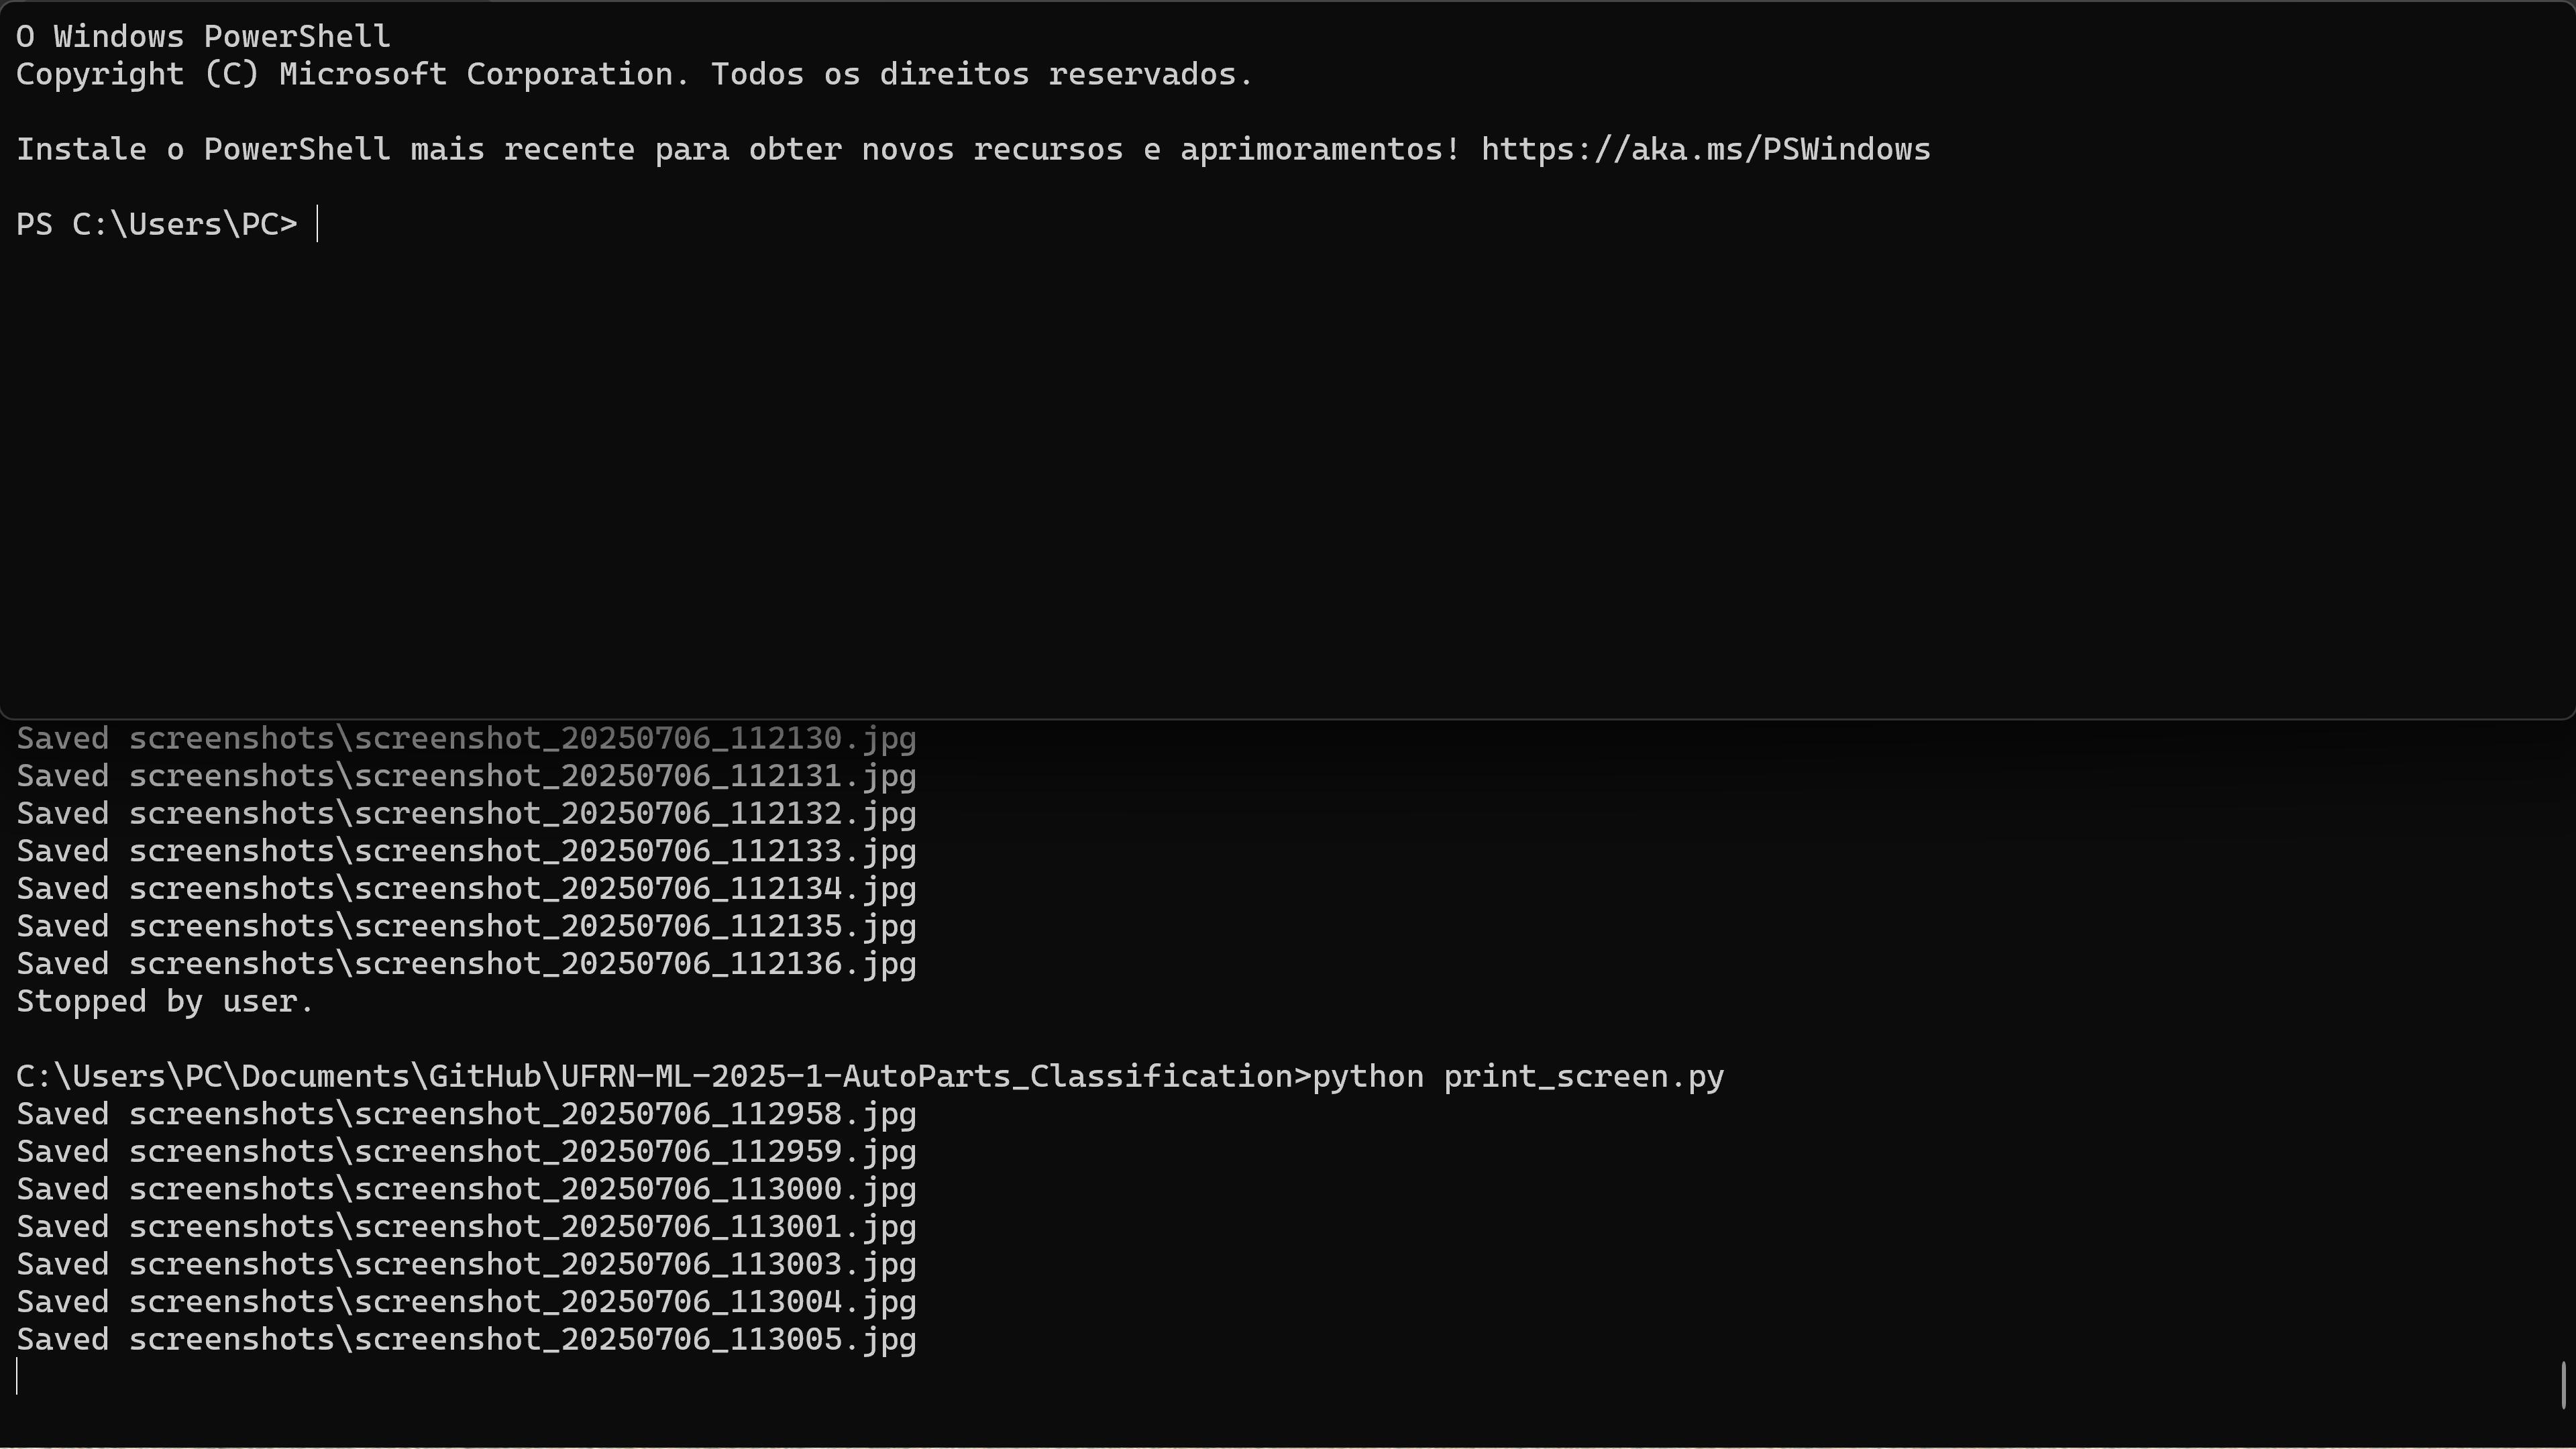 O Windows PowerShell
Copyright (C) Microsoft Corporation. Todos os direitos reservados.
Instale o PowerShell mais recente para obter novos recursos e aprimoramentos! https://aka.ms/PSWindows
PS C:\Users\PC>
Saved screenshots\screenshot_20250706_112130.jpg
Saved screenshots\screenshot_20250706_112131.jpg
Saved screenshots\screenshot_20250706_112132.jpg
Saved screenshots\screenshot_20250706_112133.jpg
Saved screenshots\screenshot_20250706_112134.jpg
Saved screenshots\screenshot_20250706_112135.jpg
Saved screenshots\screenshot_20250706_112136.jpg
Stopped by user.
C:\Users\PC\Documents\GitHub\UFRN-ML-2025-1-AutoParts_Classification>python print_screen.py
Saved screenshots\screenshot_20250706_112958.jpg
Saved screenshots\screenshot_20250706_112959.jpg
Saved screenshots\screenshot_20250706_113000.jpg
Saved screenshots\screenshot_20250706_113001.jpg
Saved screenshots\screenshot_20250706_113003.jpg
Saved screenshots\screenshot_20250706_113004.jpg
Saved screenshots\screenshot_20250706_113005.jpg